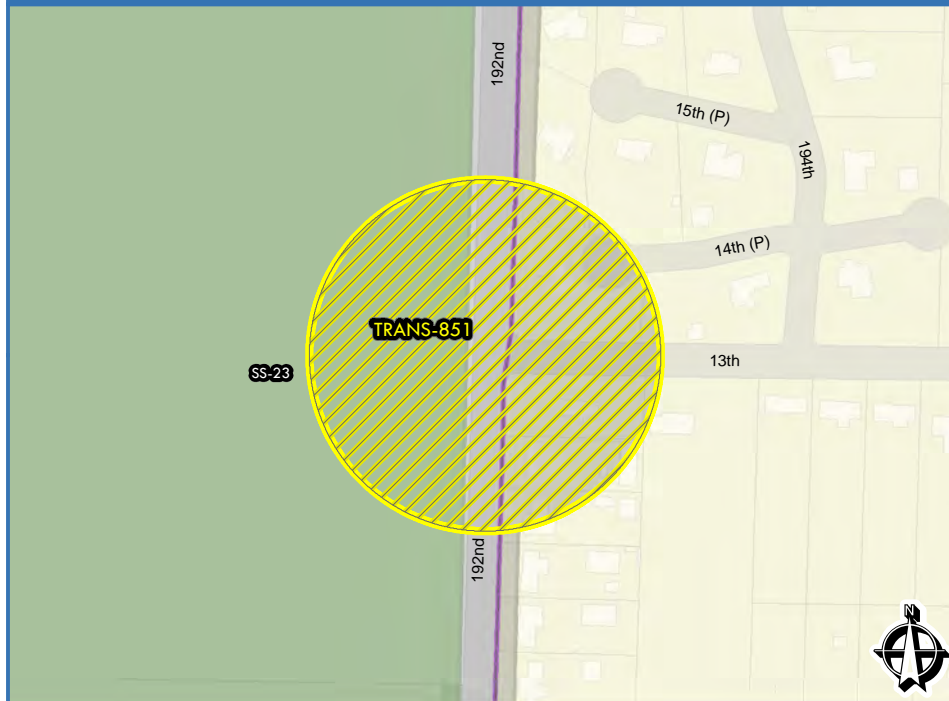 192nd
15th (P)
194th
14th (P)
TRANS-851
13th
SS-23
192nd
N